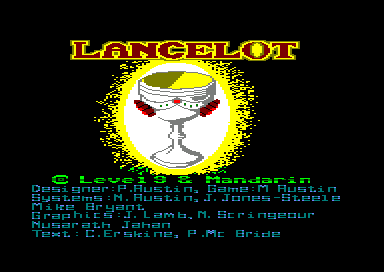 LANCELOT
© Level 9 & Mandarin
Designer:P.Austin, Game:M Austin
Systems:N.Austin, J.Jones-Steele
Mike Bryant
Graphics:J. Lamb, M. Scringeour
Nusarath Jahan
Text: C.Erskine, P.Mc Bride